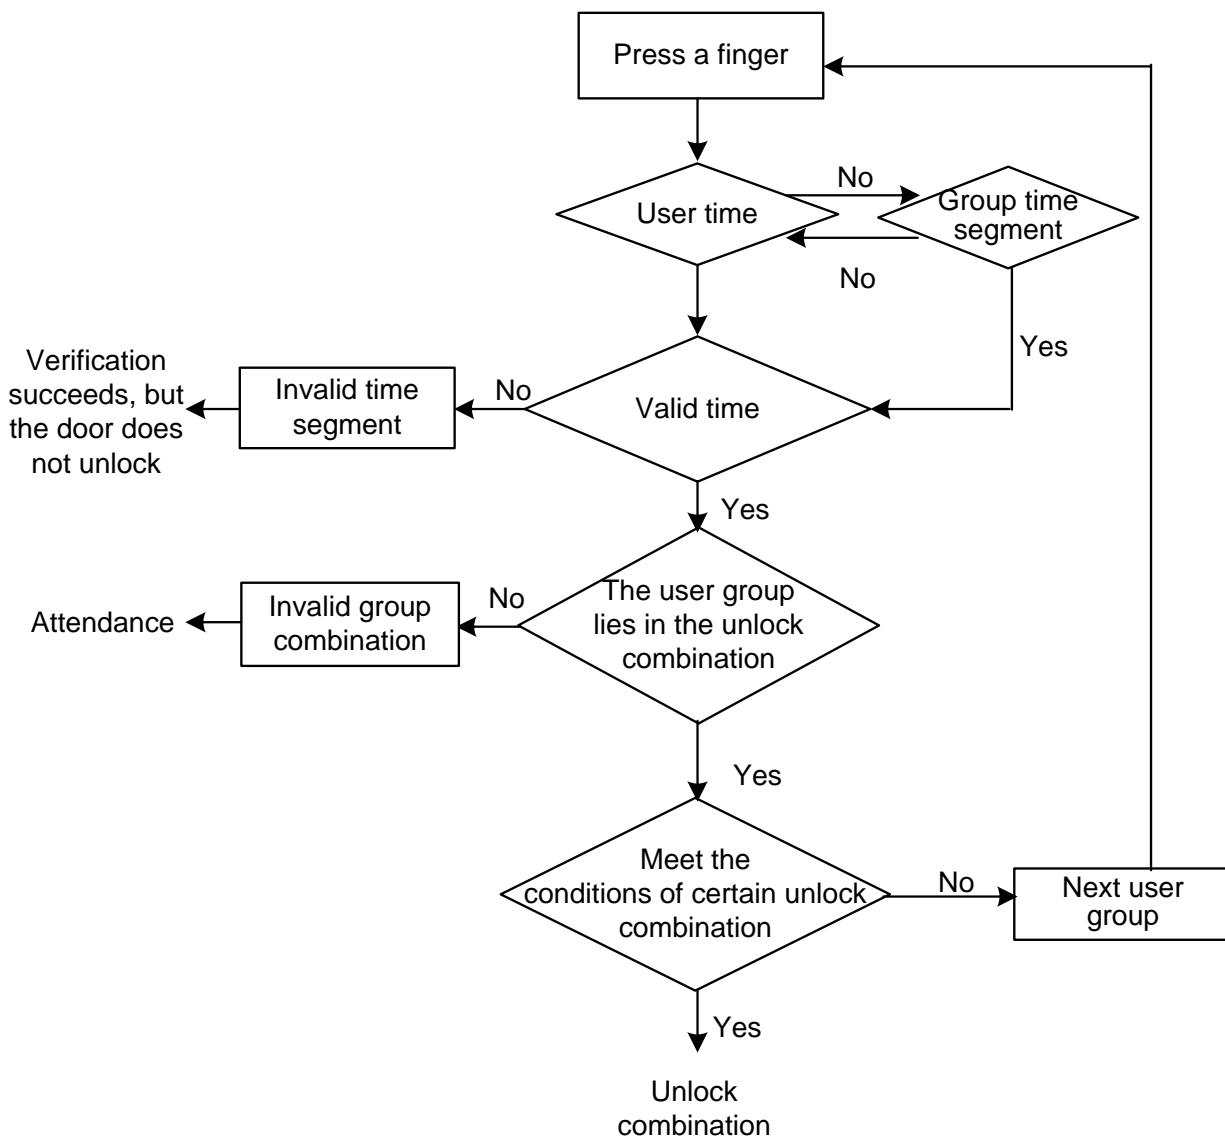 Press a finger
No
User time
Group time
segment
No
Yes
Verification
succeeds, but
the door does
not unlock
Invalid time
segment
No
Valid time
Yes
Attendance
Invalid group
combination
No
The user group
lies in the unlock
combination
Yes
Meet the
conditions of certain unlock
combination
No
Next user
group
Yes
Unlock
combination